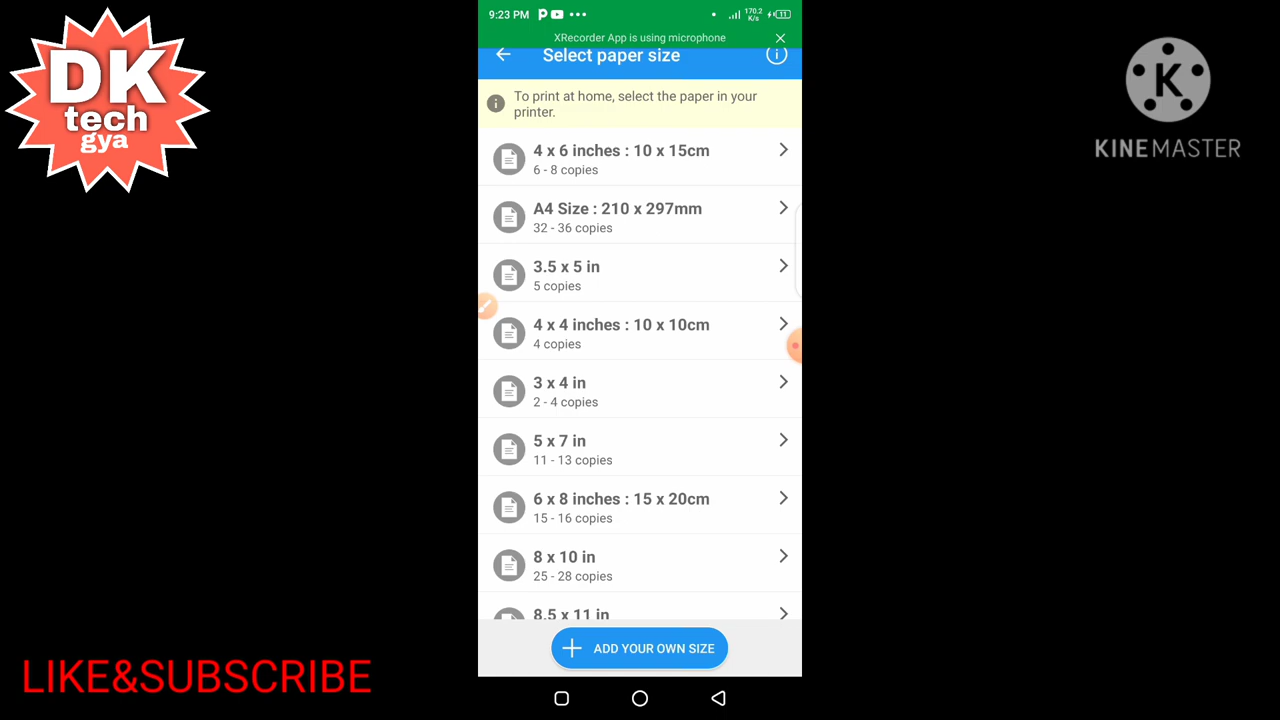 DK
tech
gya
9:23 PM
170.2
K/s
11
XRecorder App is using microphone
Select paper size
To print at home, select the paper in your
printer.
4 x 6 inches : 10 x 15cm
6 - 8 copies
A4 Size : 210 x 297mm
32 - 36 copies
3.5 x 5 in
5 copies
4 x 4 inches : 10 x 10cm
4 copies
3 x 4 in
2 - 4 copies
5 x 7 in
11 - 13 copies
6 x 8 inches : 15 x 20cm
15 - 16 copies
8 x 10 in
25 - 28 copies
8.5 x 11 in
ADD YOUR OWN SIZE
K
KINEMASTER
LIKE&SUBSCRIBE